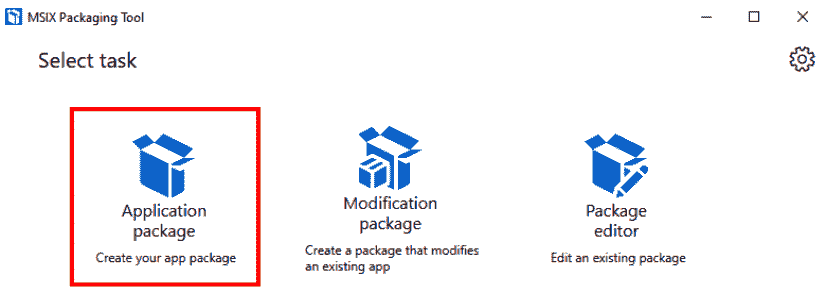 MSIX Packaging Tool
Select task
Application
package
Create your app package
Modification
package
Create a package that modifies
an existing app
Package
editor
Edit an existing package